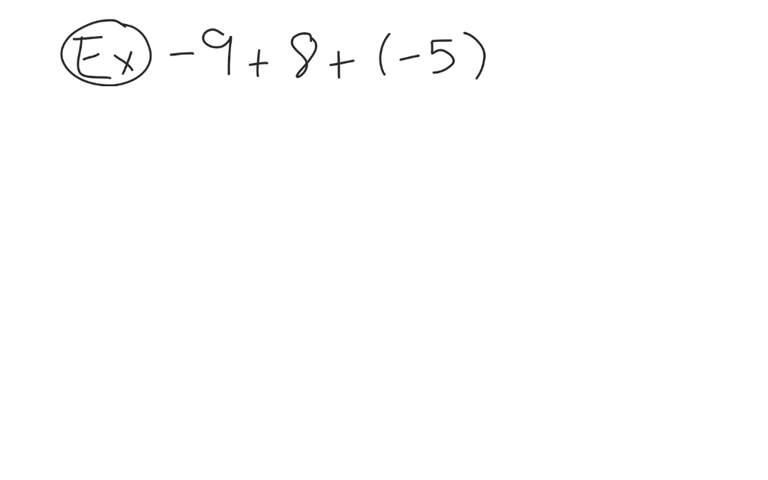 Ex -9 + 8 + (-5)